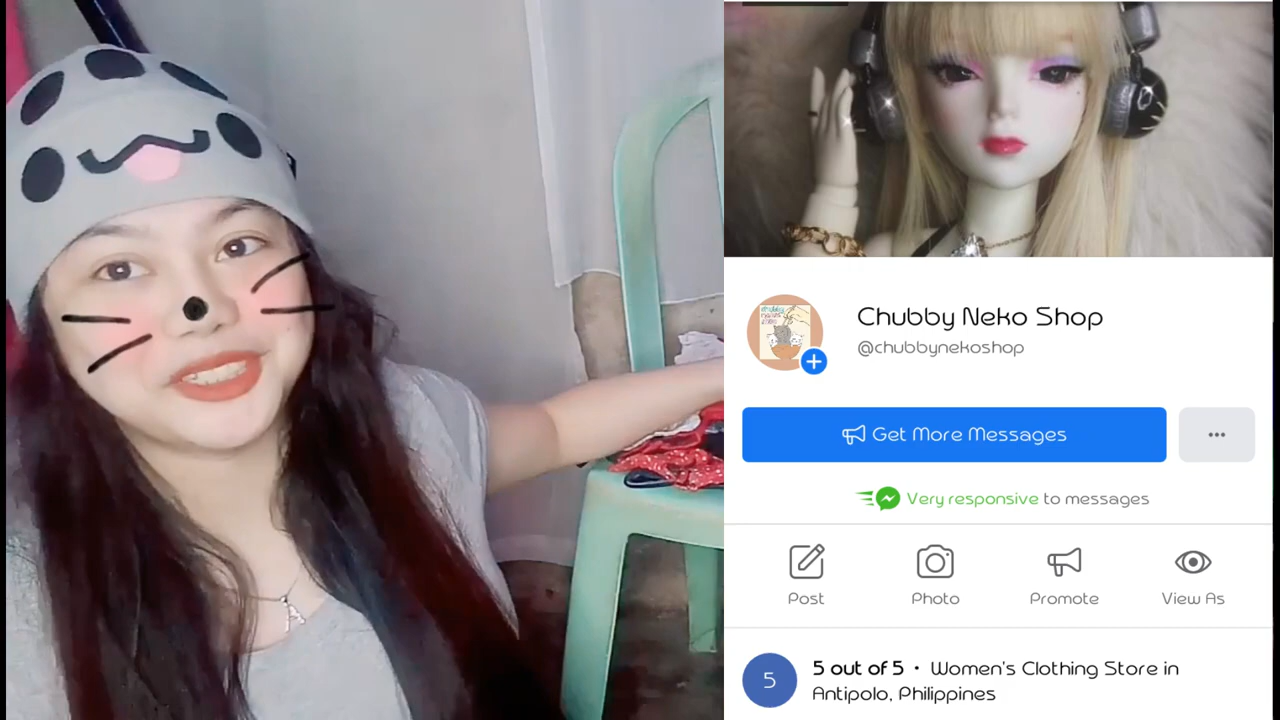 Chubby Neko Shop
@chubbynekoshop
Get More Messages
Very responsive to messages
Post
Photo
Promote
View As
5
5 out of 5 · Women's Clothing Store in
Antipolo, Philippines